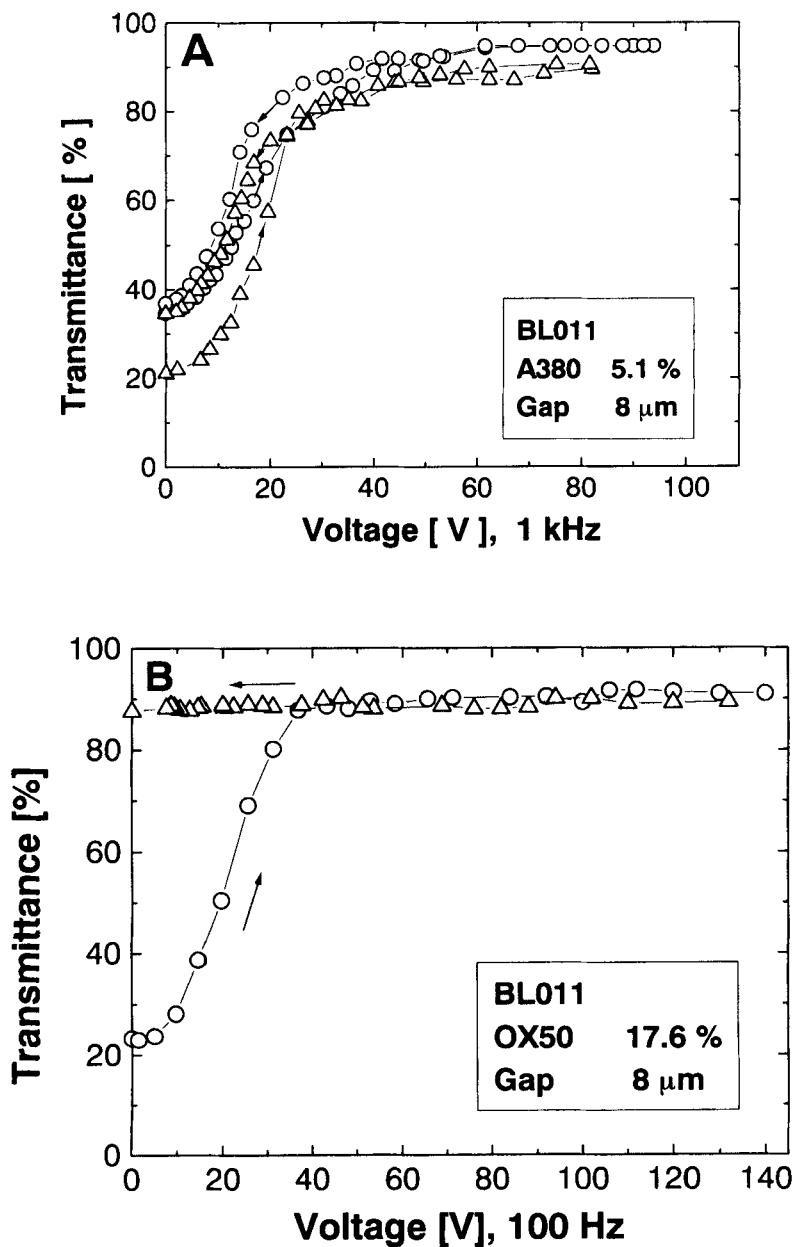 A
Transmittance [ % ]
100
80
60
40
20
0
BL011
A380 5.1 %
Gap 8 μm
0 20 40 60 80 100
Voltage [ V ], 1 kHz
B
Transmittance [%]
100
80
60
40
20
0
BL011
OX50 17.6 %
Gap 8 μm
0 20 40 60 80 100 120 140
Voltage [V], 100 Hz